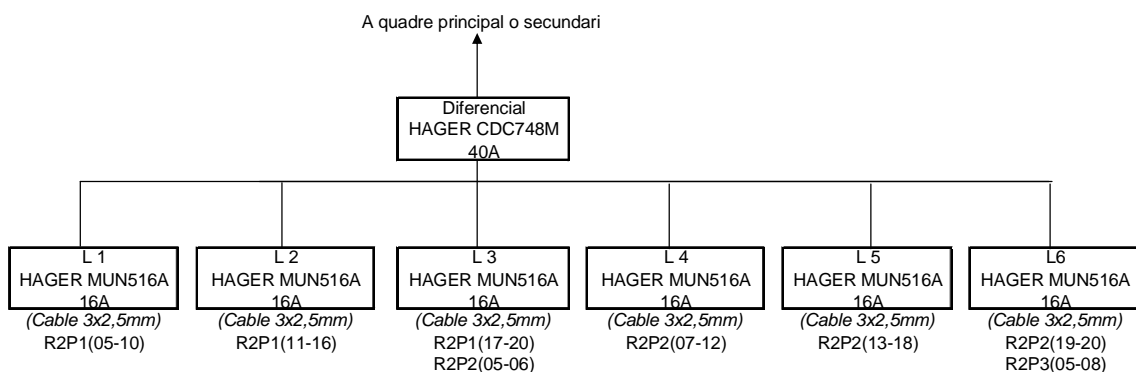 A quadre principal o secundari
Diferencial
HAGER CDC748M
40A
L 1
HAGER MUN516A
16A
(Cable 3x2,5mm)
R2P1(05-10)
L 2
HAGER MUN516A
16A
(Cable 3x2,5mm)
R2P1(11-16)
L 3
HAGER MUN516A
16A
(Cable 3x2,5mm)
R2P1(17-20)
R2P2(05-06)
L 4
HAGER MUN516A
16A
(Cable 3x2,5mm)
R2P2(07-12)
L 5
HAGER MUN516A
16A
(Cable 3x2,5mm)
R2P2(13-18)
L6
HAGER MUN516A
16A
(Cable 3x2,5mm)
R2P2(19-20)
R2P3(05-08)